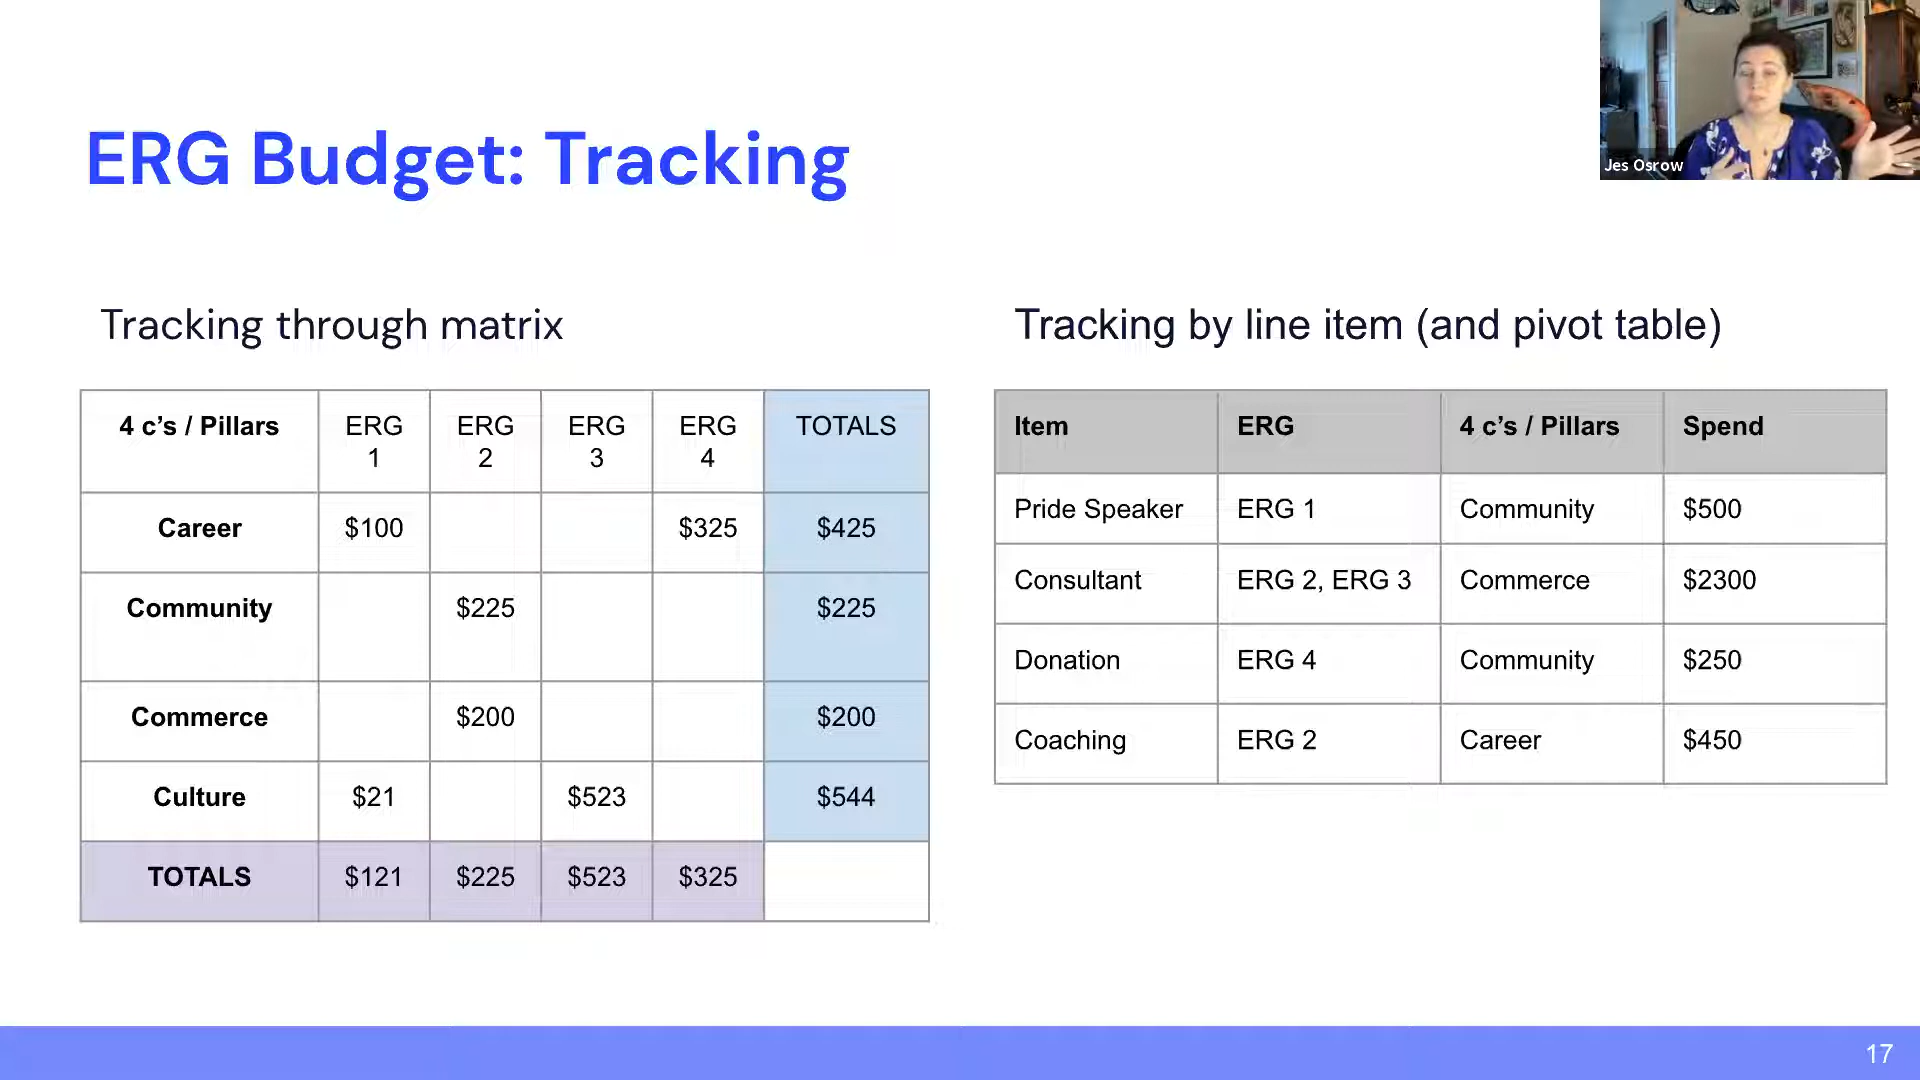 ERG Budget: Tracking
Jes Osrow
Tracking through matrix
4 c’s / Pillars ERG 1 ERG 2 ERG 3 ERG 4 TOTALS
Career $100 $325 $425
Community $225 $225
Commerce $200 $200
Culture $21 $523 $544
TOTALS $121 $225 $523 $325
Tracking by line item (and pivot table)
Item ERG 4 c’s / Pillars Spend
Pride Speaker ERG 1 Community $500
Consultant ERG 2, ERG 3 Commerce $2300
Donation ERG 4 Community $250
Coaching ERG 2 Career $450
17